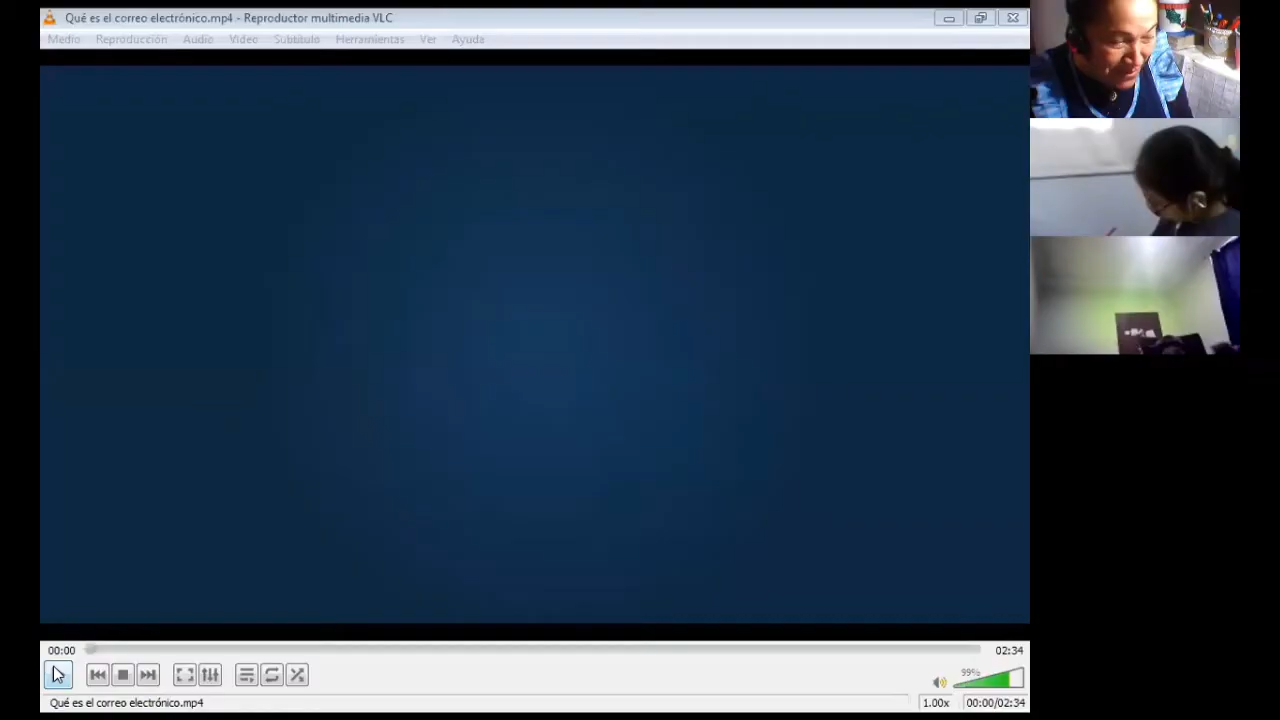 Qué es el correo electrónico.mp4 - Reproductor multimedia VLC
Medio Reproducción Audio Vídeo Subtítulo Herramientas Ver Ayuda
00:00 02:34
99%
Qué es el correo electrónico.mp4 1.00x 00:00/02:34